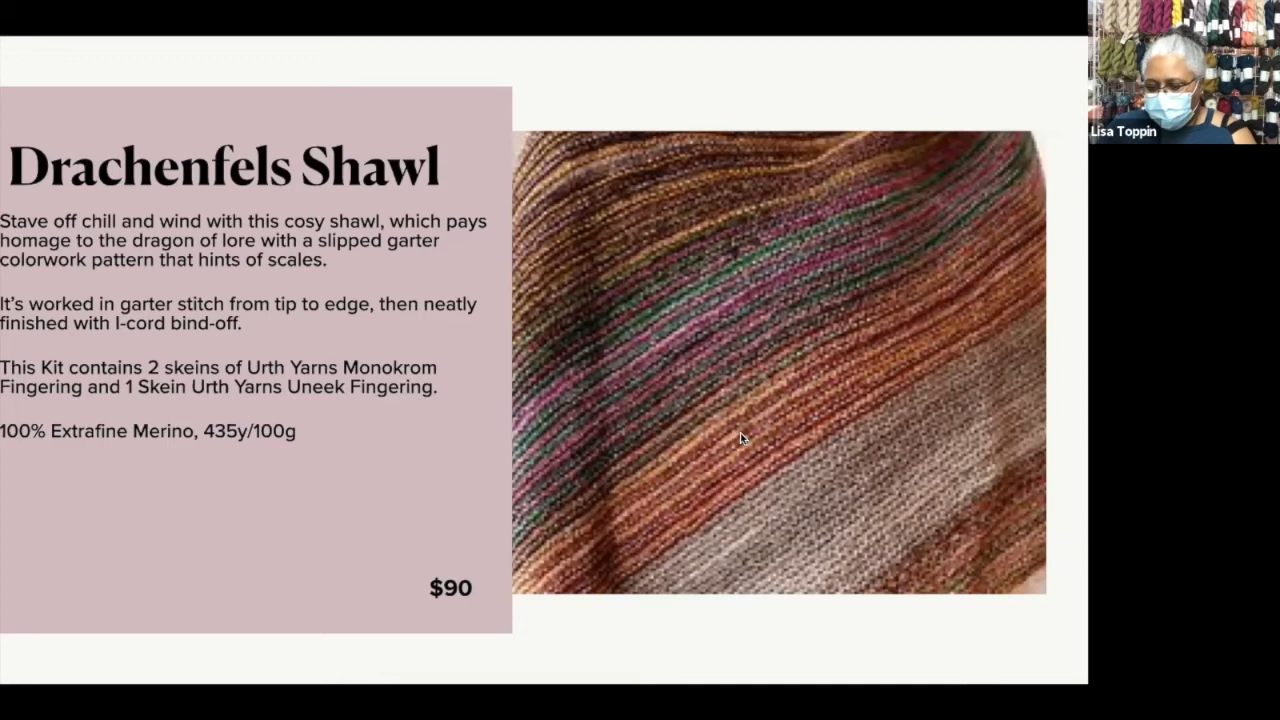 Drachenfels Shawl
Stave off chill and wind with this cosy shawl, which pays
homage to the dragon of lore with a slipped garter
colorwork pattern that hints of scales.
It’s worked in garter stitch from tip to edge, then neatly
finished with I-cord bind-off.
This Kit contains 2 skeins of Urth Yarns Monokrom
Fingering and 1 Skein Urth Yarns Uneek Fingering.
100% Extrafine Merino, 435y/100g
$90
Lisa Toppin